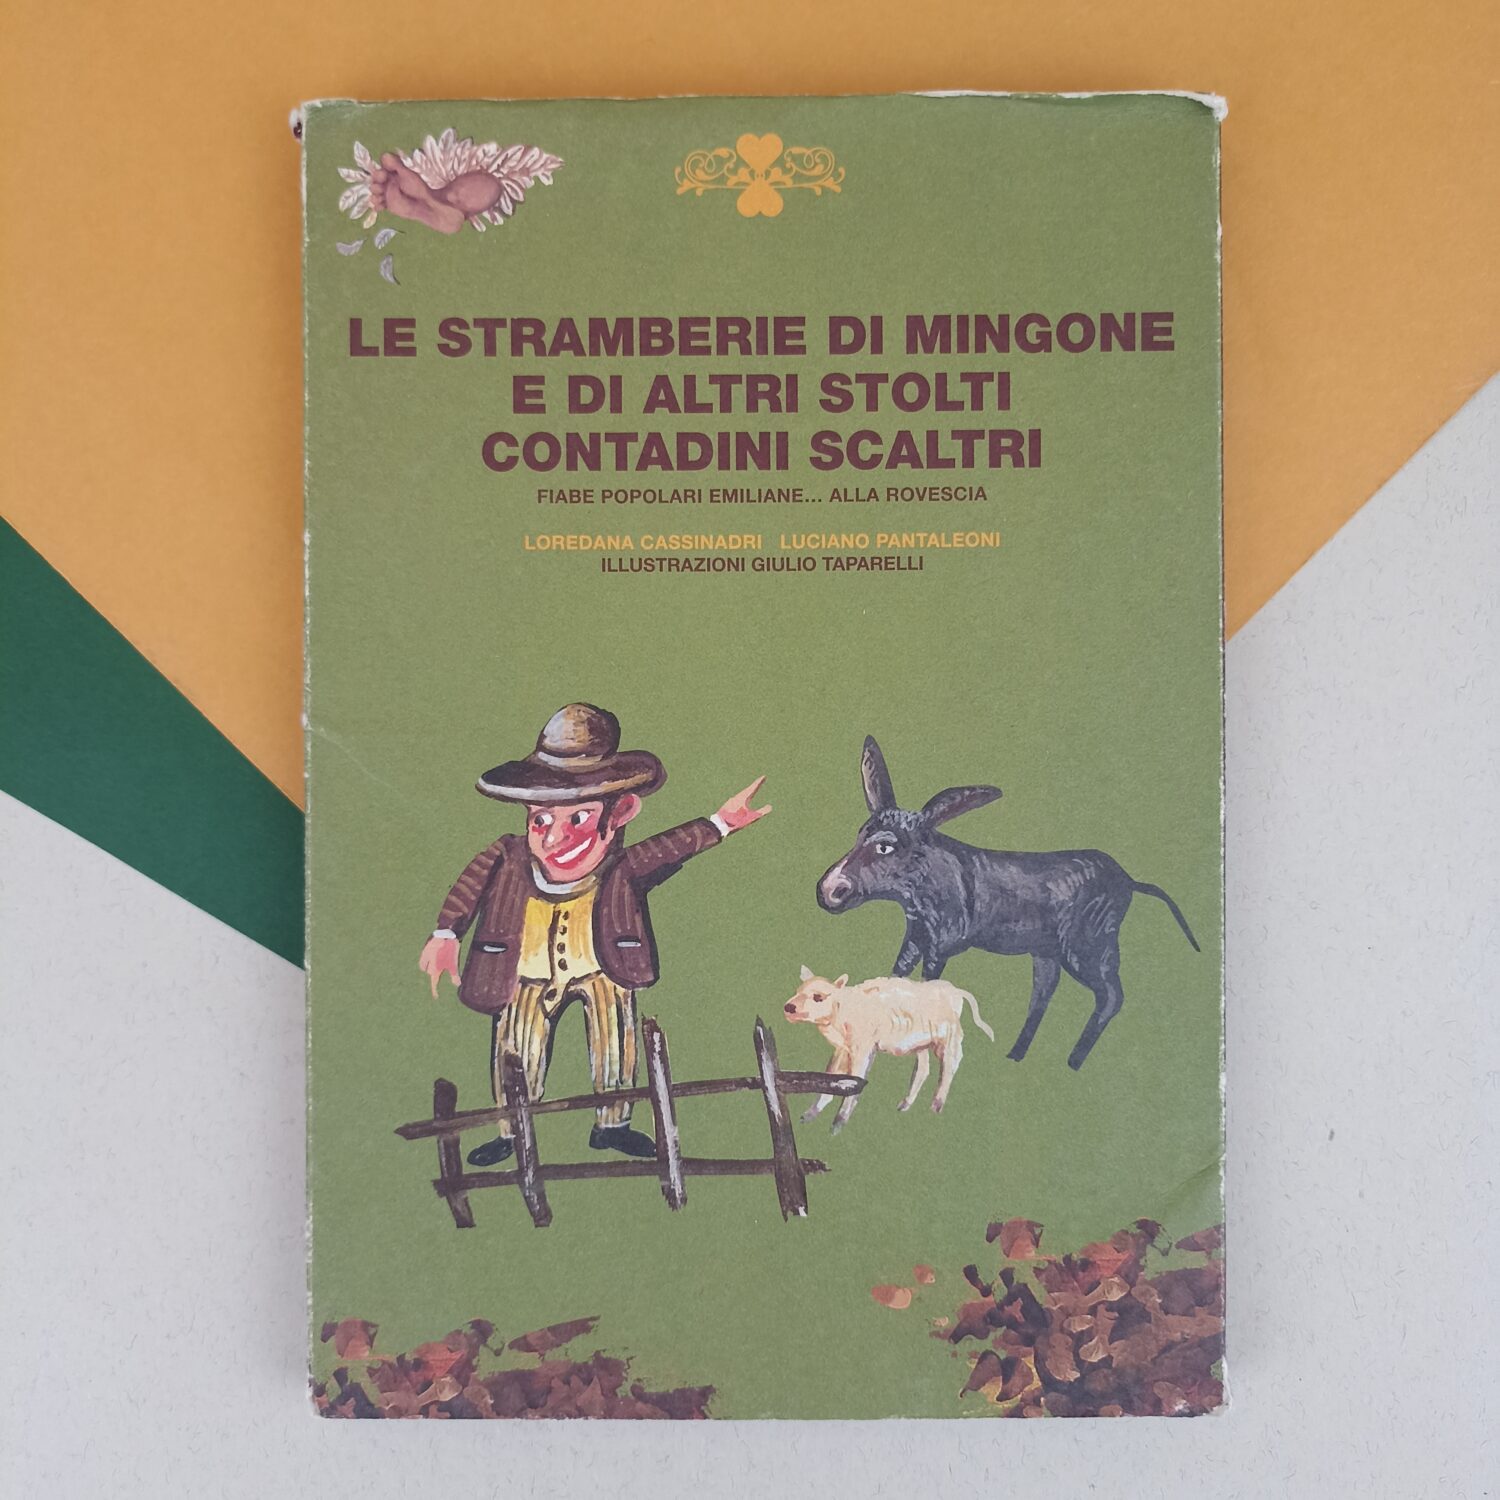 LE STRAMBERIE DI MINGONE
E DI ALTRI STOLTI
CONTADINI SCALTRI
FIABE POPOLARI EMILIANE... ALLA ROVESCIA
LOREDANA CASSINADRI LUCIANO PANTALEONI
ILLUSTRAZIONI GIULIO TAPARELLI